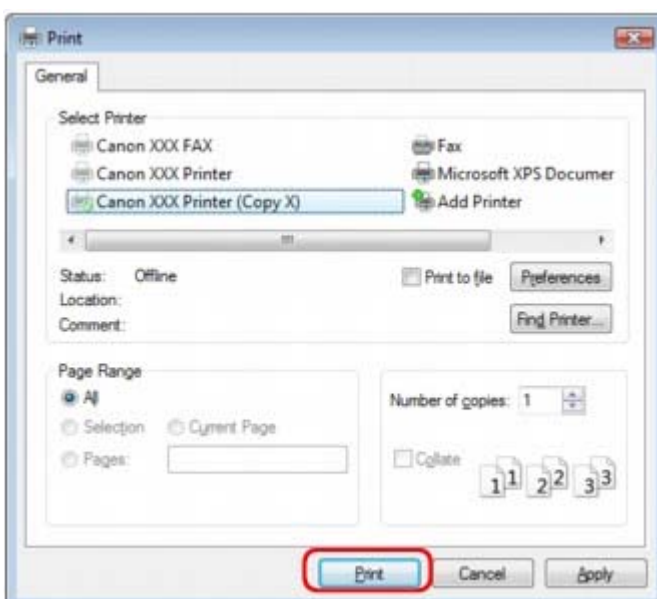 Print
General
Select Printer
Canon XXX FAX
Fax
Canon XXX Printer
Microsoft XPS Documer
Canon XXX Printer (Copy X)
Add Printer
Status: Offline
Print to file
Preferences
Location:
Comment:
Find Printer...
Page Range
All
Number of copies: 1
Selection
Current Page
Pages:
Collate
1 1 2 2 3 3
Print
Cancel
Apply